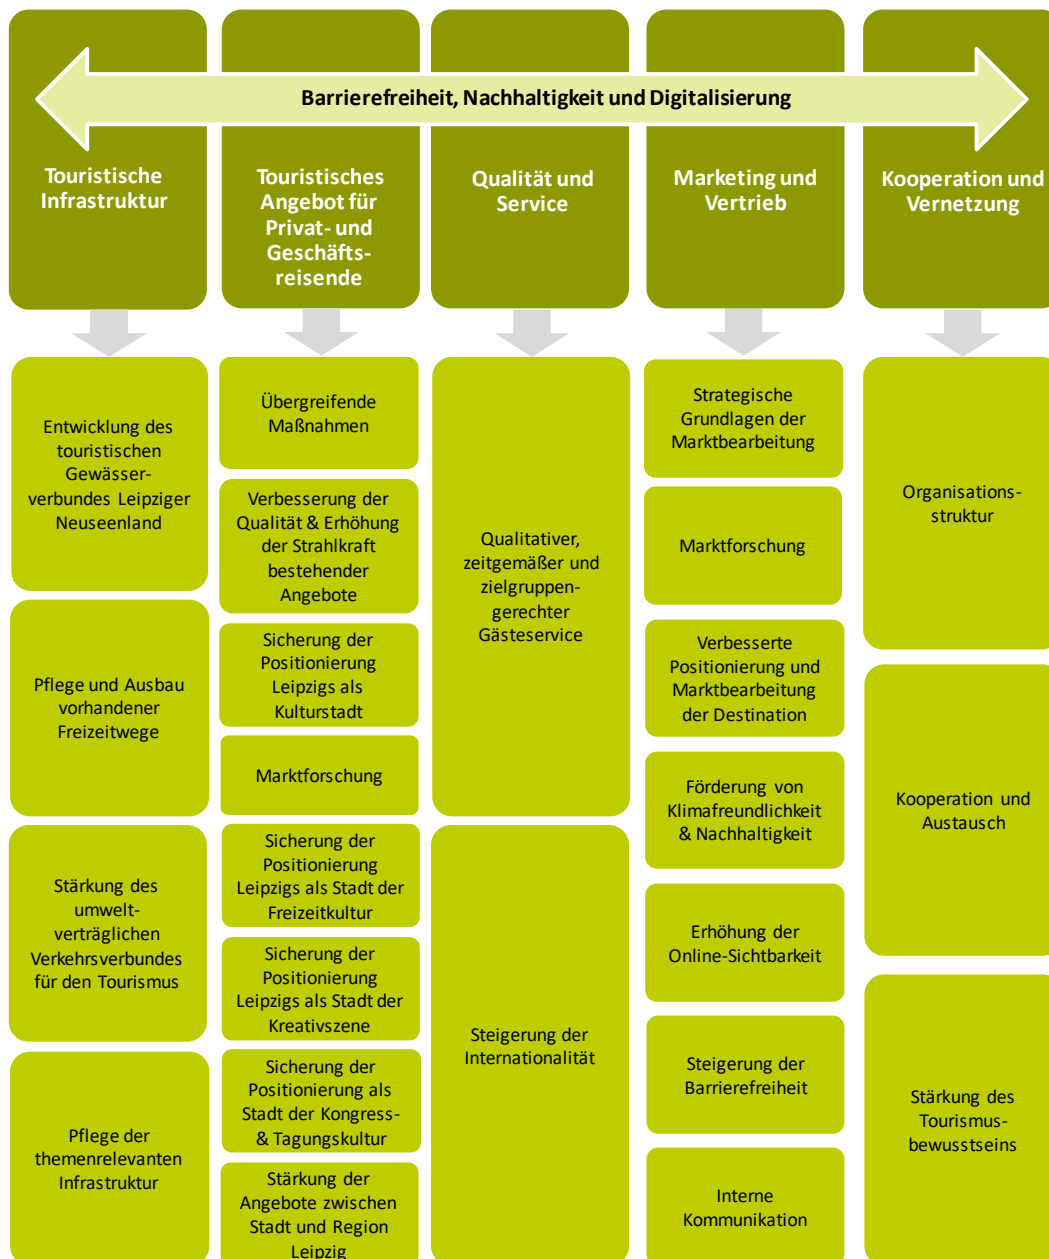 Barrierefreiheit, Nachhaltigkeit und Digitalisierung
Touristische
Infrastruktur
Touristisches
Angebot für
Privat- und
Geschäfts-
reisende
Qualität und
Service
Marketing und
Vertrieb
Kooperation und
Vernetzung
Entwicklung des
touristischen
Gewässer-
verbundes Leipziger
Neuseenland
Pflege und Ausbau
vorhandener
Freizeitwege
Stärkung des
umwelt-
verträglichen
Verkehrsverbundes
für den Tourismus
Pflege der
themenrelevanten
Infrastruktur
Übergreifende
Maßnahmen
Verbesserung der
Qualität & Erhöhung
der Strahlkraft
bestehender
Angebote
Sicherung der
Positionierung
Leipzigs als
Kulturstadt
Marktforschung
Sicherung der
Positionierung
Leipzigs als Stadt der
Freizeitkultur
Sicherung der
Positionierung
Leipzigs als Stadt der
Kreativszene
Sicherung der
Positionierung als
Stadt der Kongress-
& Tagungskultur
Stärkung der
Angebote zwischen
Stadt und Region
Leipzig
Qualitativer,
zeitgemäßer und
zielgruppen-
gerechter
Gästeservice
Steigerung der
Internationalität
Strategische
Grundlagen der
Marktbearbeitung
Marktforschung
Verbesserte
Positionierung und
Marktbearbeitung
der Destination
Förderung von
Klimafreundlichkeit
& Nachhaltigkeit
Erhöhung der
Online-Sichtbarkeit
Steigerung der
Barrierefreiheit
Interne
Kommunikation
Organisations-
struktur
Kooperation und
Austausch
Stärkung des
Tourismus-
bewusstseins